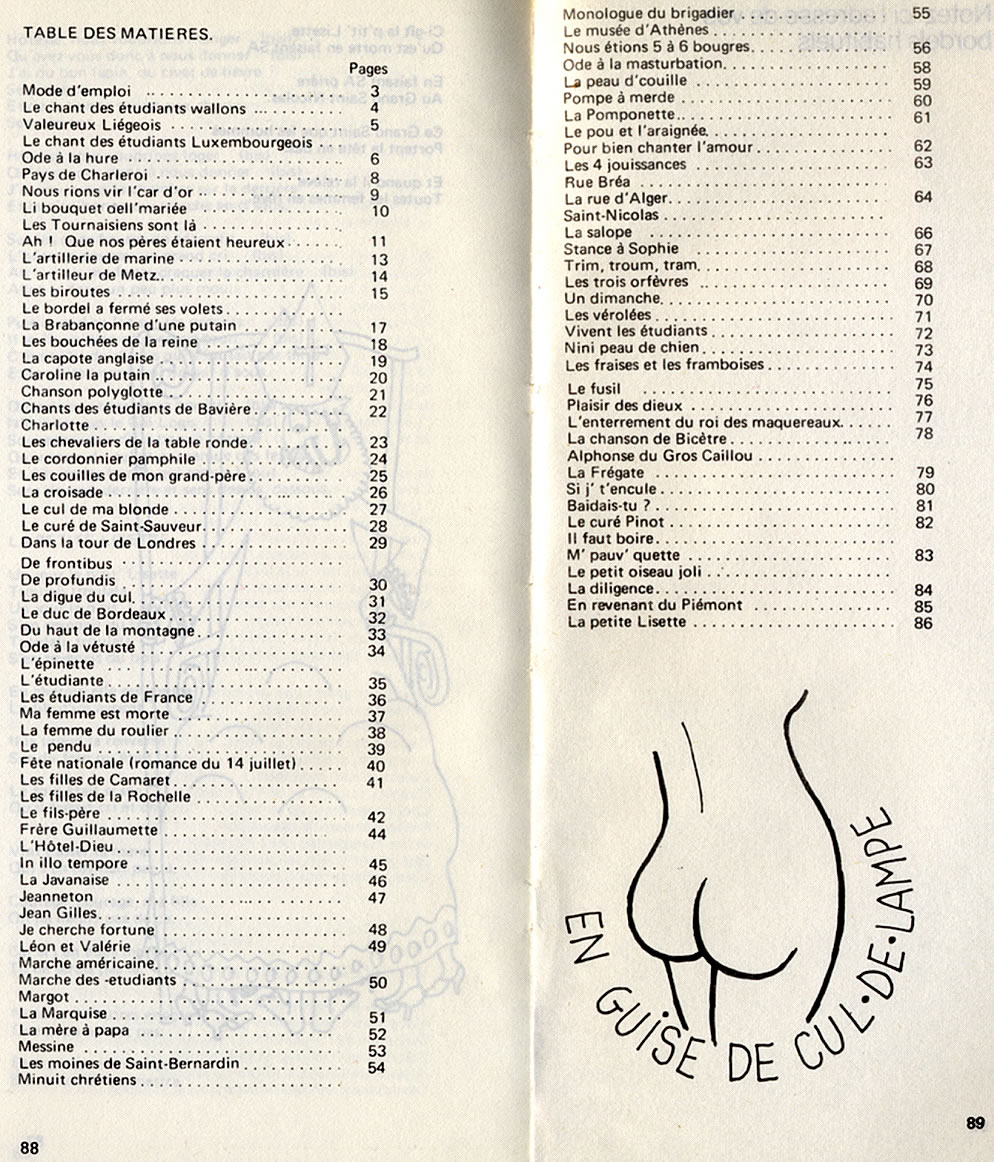 TABLE DES MATIERES.
Pages
Mode d'emploi .................... 3
Le chant des étudiants wallons .......... 4
Valeureux Liégeois ................. 5
Le chant des étudiants Luxembourgeois ...
Ode à la hure .................... 6
Pays de Charleroi .................. 8
Nous rions vir l'car d'or .............. 9
Li bouquet dell'mariée .............. 10
Les Tournaisiens sont là .............
Ah ! Que nos pères étaient heureux ...... 11
L'artillerie de marine ............... 13
L'artilleur de Metz................. 14
Les biroutes .................... 15
Le bordel a fermé ses volets ...........
La Brabançonne d'une putain .......... 17
Les bouchées de la reine ............. 18
La capote anglaise ................. 19
Caroline la putain ................. 20
Chanson polyglotte ................ 21
Chants des étudiants de Bavière ......... 22
Charlotte ......................
Les chevaliers de la table ronde ......... 23
Le cordonnier pamphile ............. 24
Les couilles de mon grand-père ......... 25
La croisade .................... 26
Le cul de ma blonde ............... 27
Le curé de Saint-Sauveur............. 28
Dans la tour de Londres ............. 29
De frontibus ....................
De profundis .................... 30
La digue du cul. .................. 31
Le duc de Bordeaux ................ 32
Du haut de la montagne. ............. 33
Ode à la vétusté .................. 34
L'épinette .....................
L'étudiante ..................... 35
Les étudiants de France ............. 36
Ma femme est morte ............... 37
La femme du roulier ............... 38
Le pendu ...................... 39
Fête nationale (romance du 14 juillet) ..... 40
Les filles de Camaret ............... 41
Les filles de la Rochelle .............
Le fils-père ..................... 42
Frère Guillaumette ................ 44
L'Hôtel-Dieu ...................
In illo tempore .................. 45
La Javanaise .................... 46
Jeanneton ..................... 47
Jean Gilles. ....................
Je cherche fortune ................. 48
Léon et Valérie .................. 49
Marche américaine. ...............
Marche des -etudiants .............. 50
Margot .......................
La Marquise .................... 51
La mère à papa .................. 52
Messine ....................... 53
Les moines de Saint-Bernardin .......... 54
Minuit chrétiens ..................
88
Monologue du brigadier ............. 55
Le musée d'Athènes ...............
Nous étions 5 à 6 bougres............. 56
Ode à la masturbation. .............. 58
La peau d'couille ................. 59
Pompe à merde .................. 60
La Pomponette................... 61
Le pou et l'araignée. ...............
Pour bien chanter l'amour ............ 62
Les 4 jouissances ................. 63
Rue Bréa ......................
La rue d'Alger. ................... 64
Saint-Nicolas ...................
La salope ..................... 66
Stance à Sophie .................. 67
Trim, troum, tram. ................ 68
Les trois orfèvres ................. 69
Un dimanche. ................... 70
Les vérolées .................... 71
Vivent les étudiants ................ 72
Nini peau de chien ................ 73
Les fraises et les framboises ........... 74
Le fusil ....................... 75
Plaisir des dieux .................. 76
L'enterrement du roi des maquereaux. ..... 77
La chanson de Bicètre ............... 78
Alphonse du Gros Caillou ............
La Frégate ..................... 79
Si j' t'encule .................... 80
Baidais-tu ? .................... 81
Le curé Pinot ................... 82
Il faut boire. ....................
M' pauv' quette .................. 83
Le petit oiseau joli ................
La diligence. .................... 84
En revenant du Piémont ............. 85
La petite Lisette .................. 86
EN GUISE DE CUL·DE·LAMPE
89